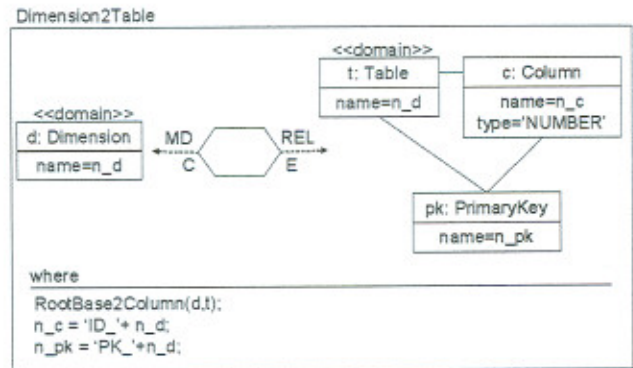 Dimension2Table
<<domain>>
t: Table
name=n_d
c: Column
name=n_c
type='NUMBER'
<<domain>>
d: Dimension
name=n_d
MD
REL
C
E
pk: PrimaryKey
name=n_pk
where
RootBase2Column(d,t);
n_c = 'ID_'+ n_d;
n_pk = 'PK_'+n_d;